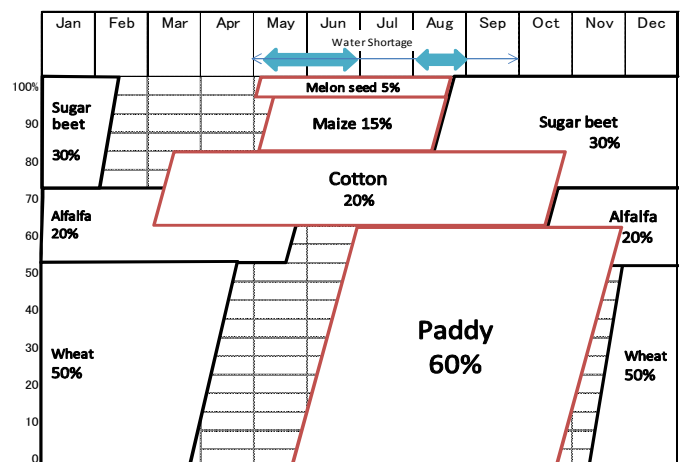 Jan Feb Mar Apr May Jun Jul Aug Sep Oct Nov Dec
Water Shortage
100%
90
80
70
60
50
40
30
20
10
0
Melon seed 5%
Sugar
beet
30%
Maize 15%
Sugar beet
30%
Cotton
20%
Alfalfa
20%
Alfalfa
20%
Paddy
60%
Wheat
50%
Wheat
50%